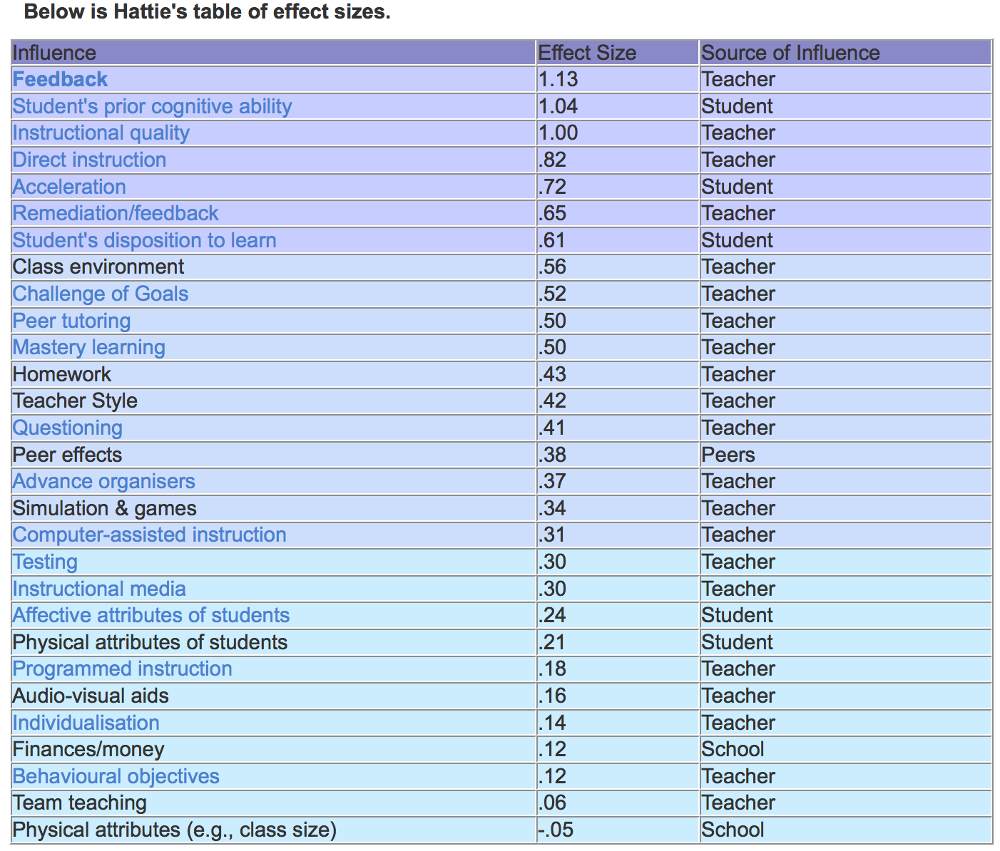 Below is Hattie's table of effect sizes.
Influence Effect Size Source of Influence
Feedback 1.13 Teacher
Student's prior cognitive ability 1.04 Student
Instructional quality 1.00 Teacher
Direct instruction .82 Teacher
Acceleration .72 Student
Remediation/feedback .65 Teacher
Student's disposition to learn .61 Student
Class environment .56 Teacher
Challenge of Goals .52 Teacher
Peer tutoring .50 Teacher
Mastery learning .50 Teacher
Homework .43 Teacher
Teacher Style .42 Teacher
Questioning .41 Teacher
Peer effects .38 Peers
Advance organisers .37 Teacher
Simulation & games .34 Teacher
Computer-assisted instruction .31 Teacher
Testing .30 Teacher
Instructional media .30 Teacher
Affective attributes of students .24 Student
Physical attributes of students .21 Student
Programmed instruction .18 Teacher
Audio-visual aids .16 Teacher
Individualisation .14 Teacher
Finances/money .12 School
Behavioural objectives .12 Teacher
Team teaching .06 Teacher
Physical attributes (e.g., class size) -.05 School